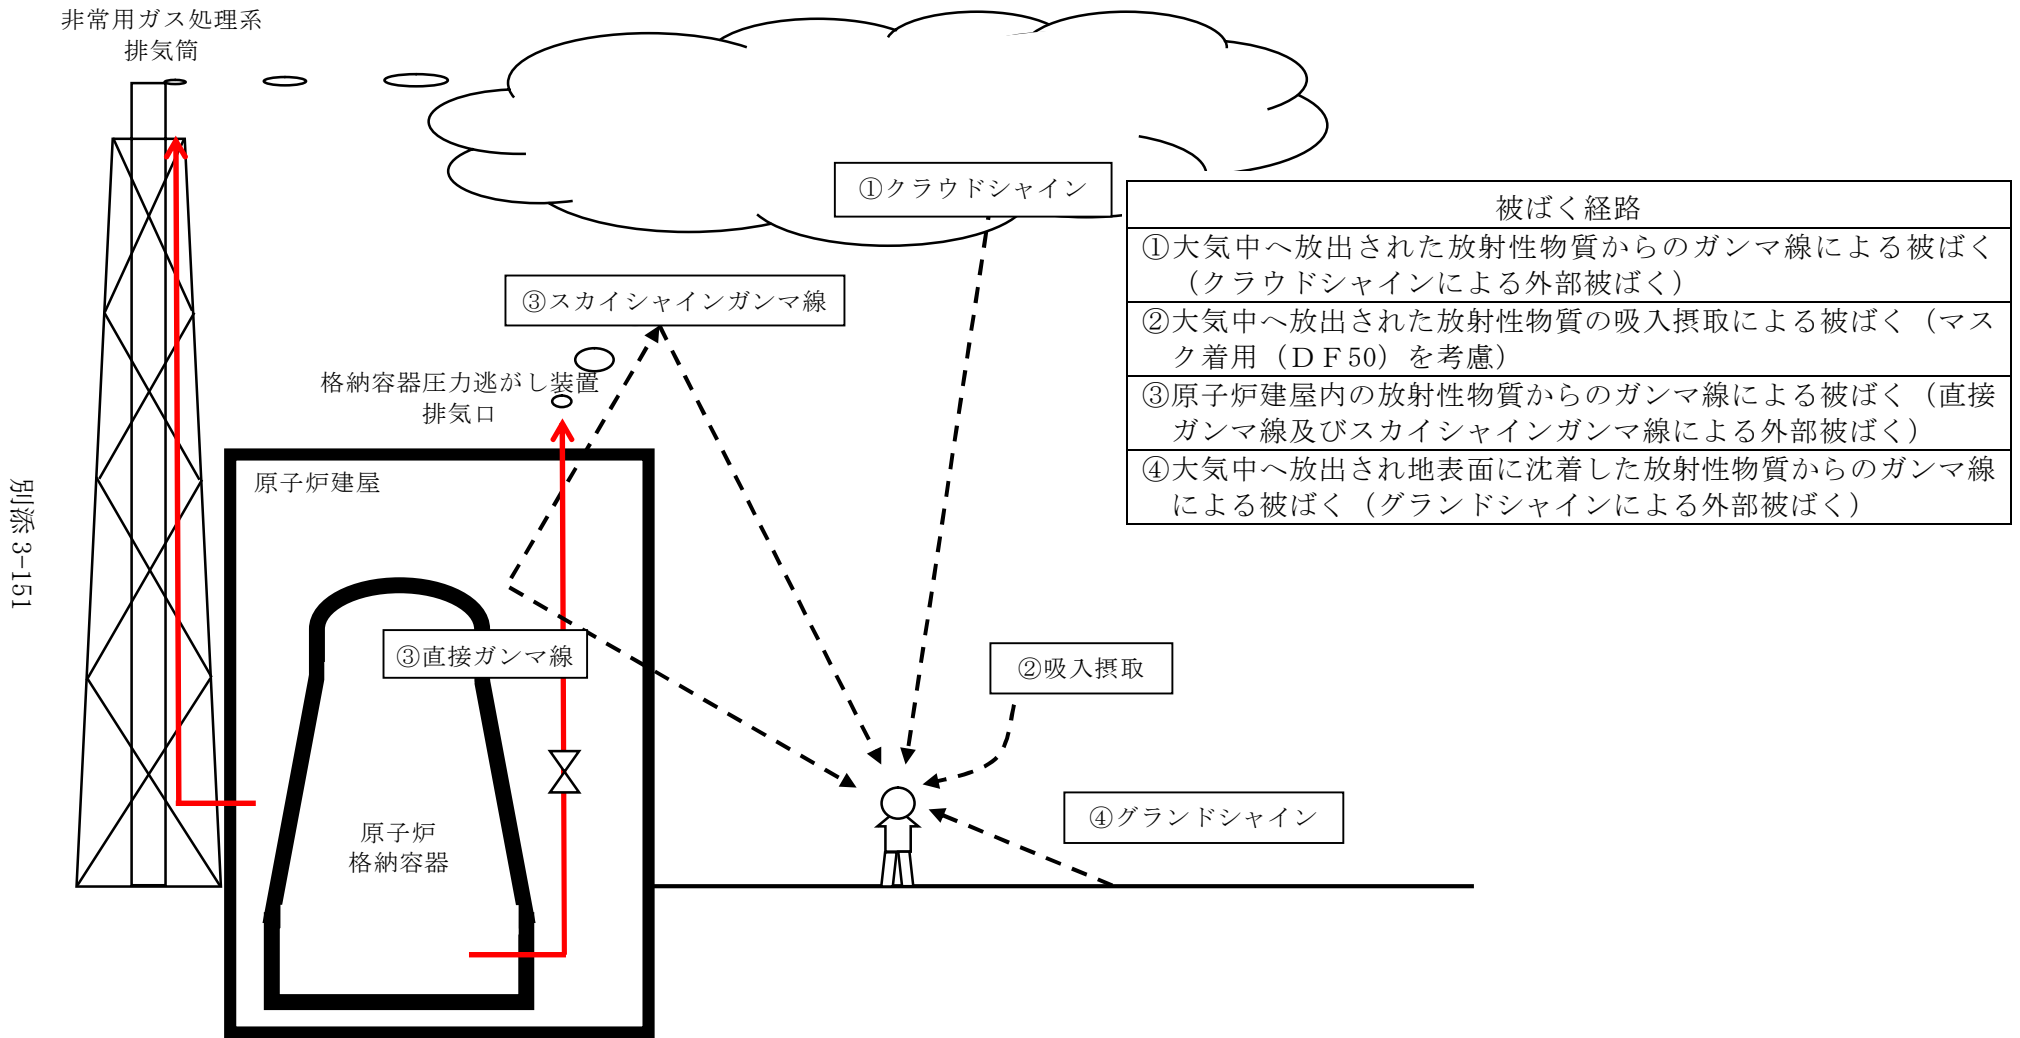 非常用ガス処理系
排気筒
①クラウドシャイン
③スカイシャインガンマ線
格納容器圧力逃がし装置
排気口
原子炉建屋
③直接ガンマ線
②吸入摂取
④グランドシャイン
原子炉
格納容器
被ばく経路
①大気中へ放出された放射性物質からのガンマ線による被ばく
（クラウドシャインによる外部被ばく）
②大気中へ放出された放射性物質の吸入摂取による被ばく（マス
ク着用（ＤＦ50）を考慮）
③原子炉建屋内の放射性物質からのガンマ線による被ばく（直接
ガンマ線及びスカイシャインガンマ線による外部被ばく）
④大気中へ放出され地表面に沈着した放射性物質からのガンマ線
による被ばく（グランドシャインによる外部被ばく）
別添 3-151